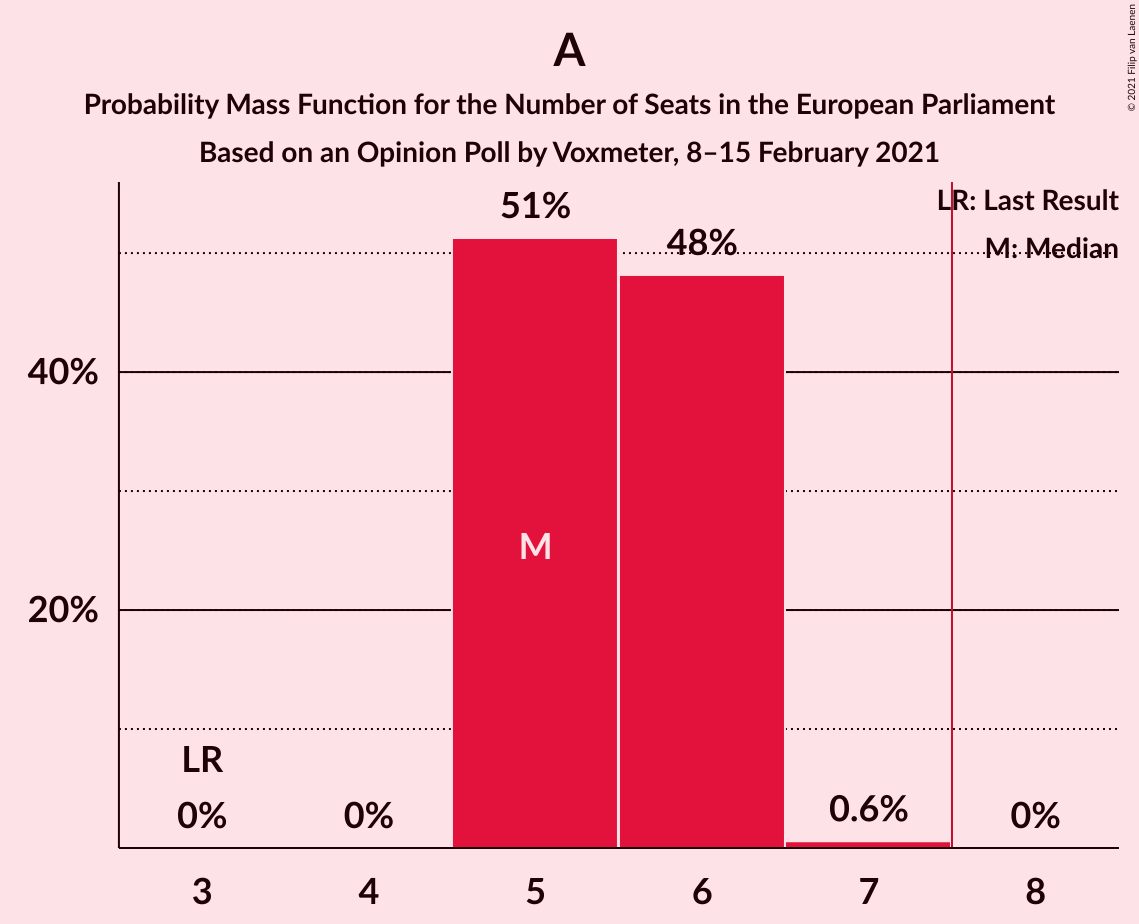 A
Probability Mass Function for the Number of Seats in the European Parliament
Based on an Opinion Poll by Voxmeter, 8–15 February 2021
© 2021 Filip van Laenen
LR: Last Result
M: Median
51%
48%
40%
M
20%
LR
0%
0%
0.6%
0%
3
4
5
6
7
8